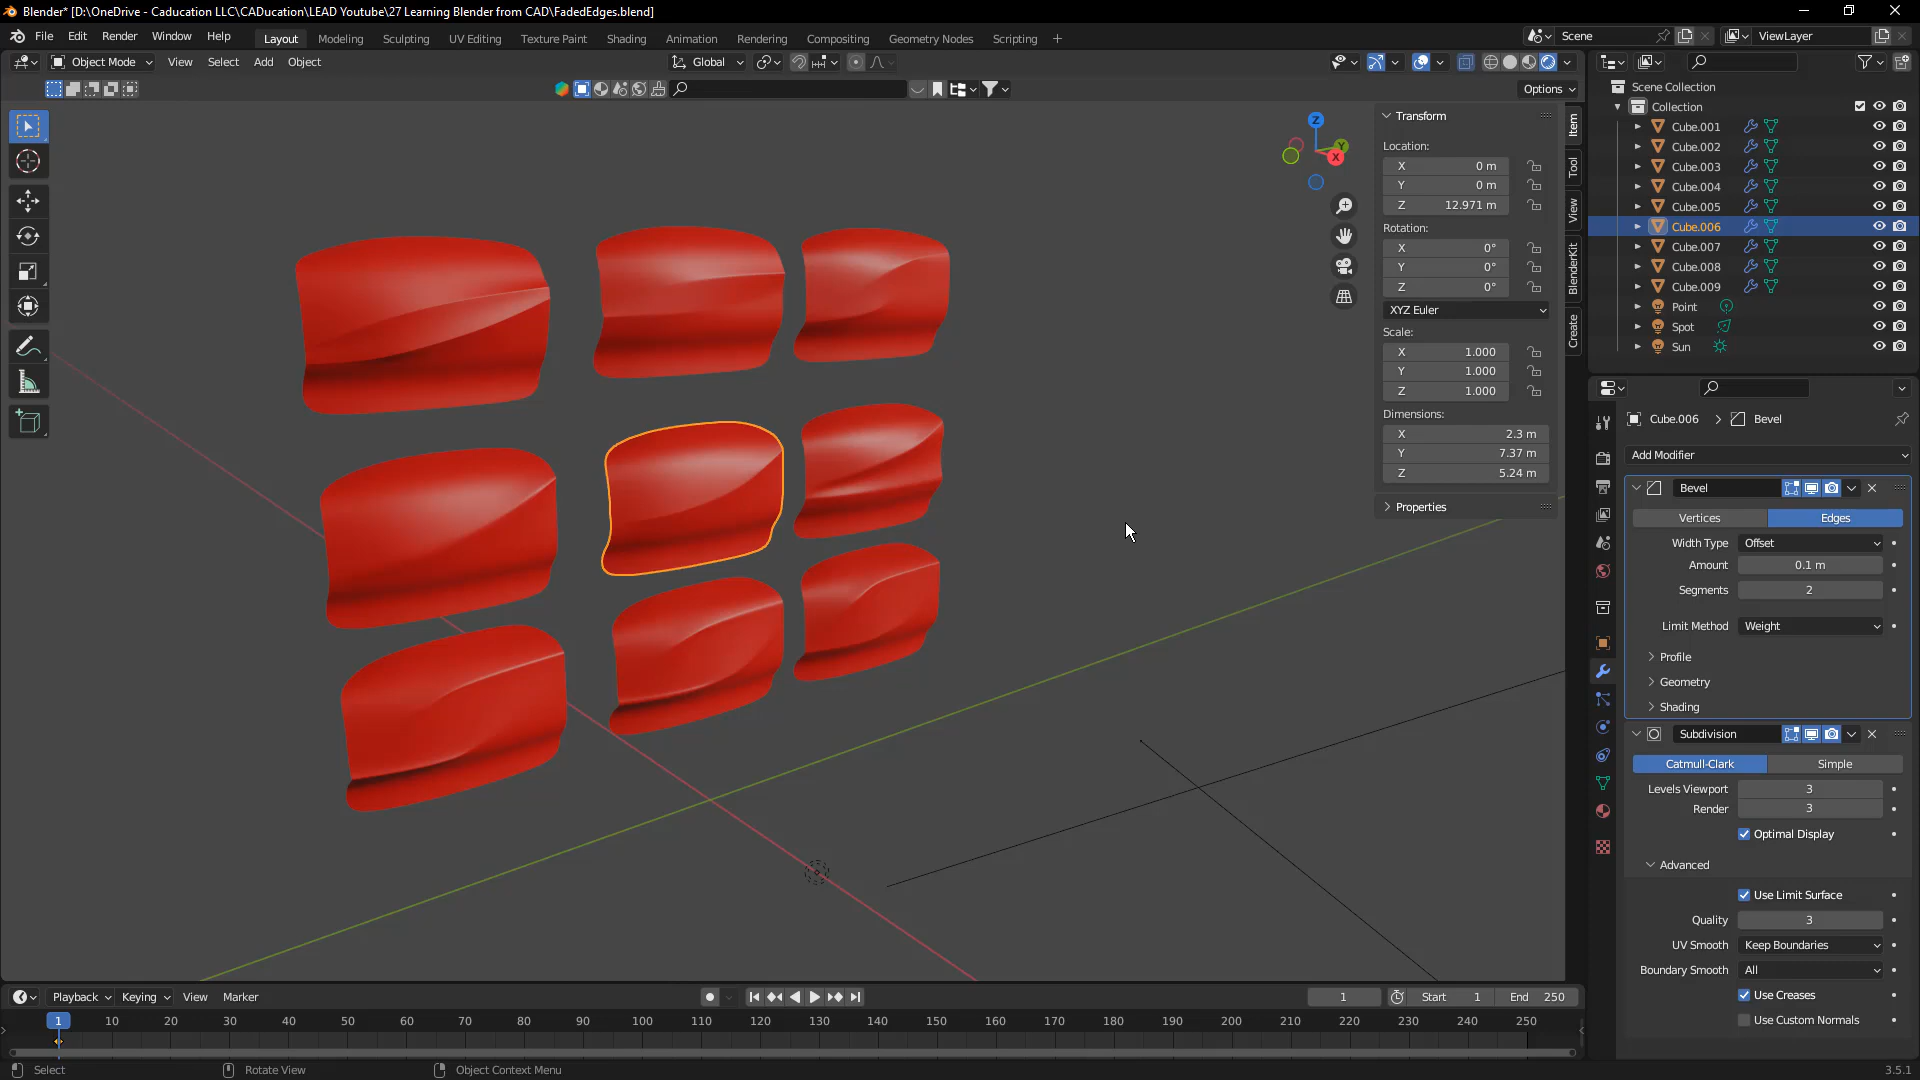 Blender* [D:\OneDrive - Caducation LLC\CADucation\LEAD Youtube\27 Learning Blender from CAD\FadedEdges.blend]
File Edit Render Window Help Layout Modeling Sculpting UV Editing Texture Paint Shading Animation Rendering Compositing Geometry Nodes Scripting + Scene ViewLayer
Object Mode View Select Add Object Global
Options
Scene Collection
Collection
Cube.001
Cube.002
Cube.003
Cube.004
Cube.005
Cube.006
Cube.007
Cube.008
Cube.009
Point
Spot
Sun
Z
Y
X
Transform
Location:
X 0 m
Y 0 m
Z 12.971 m
Rotation:
X 0°
Y 0°
Z 0°
XYZ Euler
Scale:
X 1.000
Y 1.000
Z 1.000
Dimensions:
X 2.3 m
Y 7.37 m
Z 5.24 m
Properties
Item
Tool
View
BlenderKit
Create
Cube.006 Bevel
Add Modifier
Bevel
Vertices Edges
Width Type Offset
Amount 0.1 m
Segments 2
Limit Method Weight
Profile
Geometry
Shading
Subdivision
Catmull-Clark Simple
Levels Viewport 3
Render 3
Optimal Display
Advanced
Use Limit Surface
Quality 3
UV Smooth Keep Boundaries
Boundary Smooth All
Use Creases
Use Custom Normals
Playback Keying View Marker 1 Start 1 End 250
1 10 20 30 40 50 60 70 80 90 100 110 120 130 140 150 160 170 180 190 200 210 220 230 240 250
Select Rotate View Object Context Menu 3.5.1